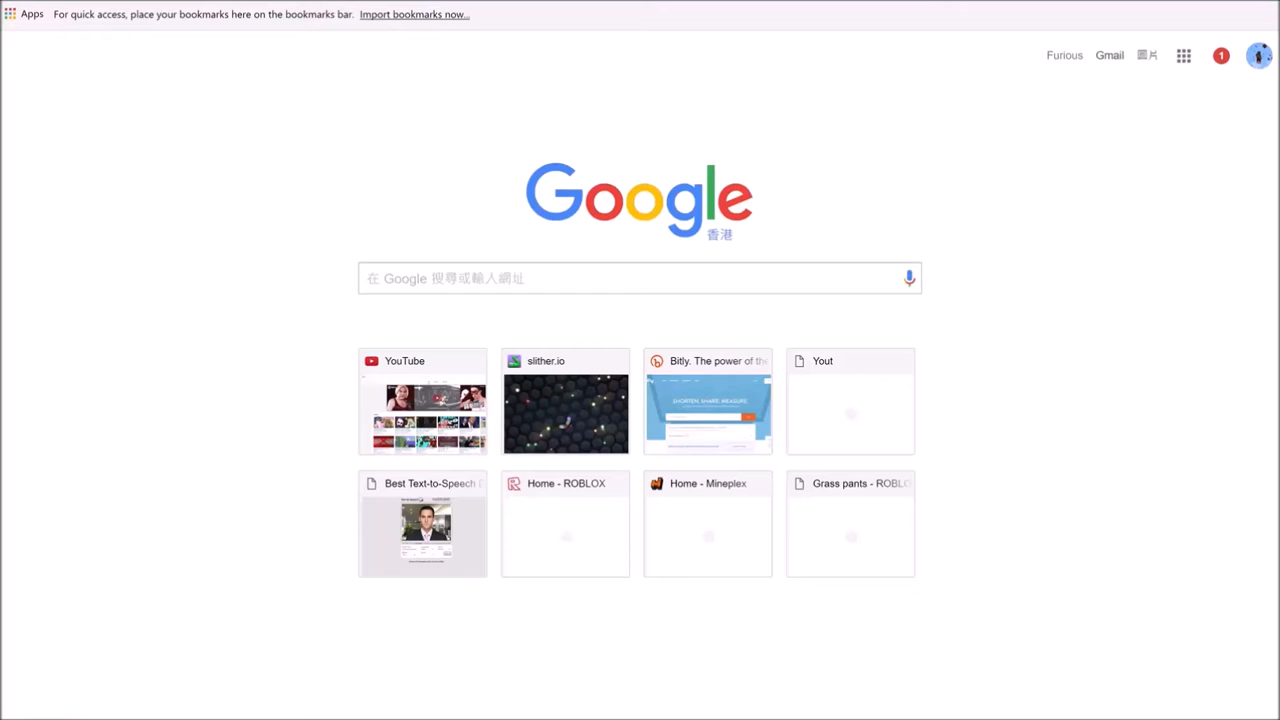 Apps For quick access, place your bookmarks here on the bookmarks bar. Import bookmarks now...
Furious Gmail 圖片 1
Google
香港
在 Google 搜尋或輸入網址
YouTube slither.io Bitly. The power of the Yout
SHORTEN. SHARE. MEASURE.
Best Text-to-Speech Home - ROBLOX Home - Mineplex Grass pants - ROBLO